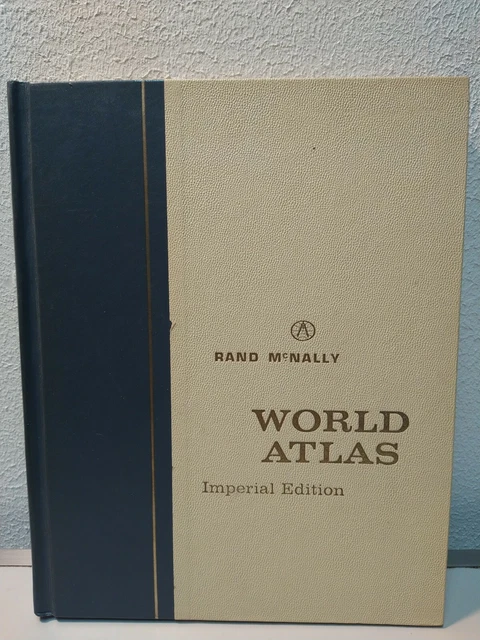 RAND McNALLY
WORLD
ATLAS
Imperial Edition